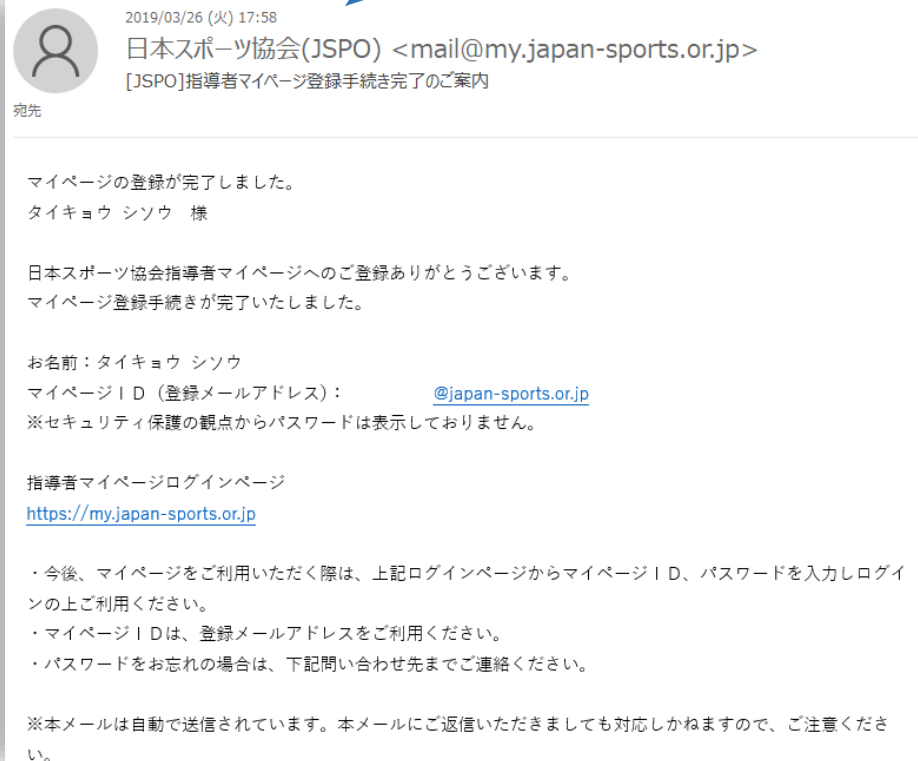 2019/03/26 (火) 17:58
日本スポーツ協会(JSPO) <mail@my.japan-sports.or.jp>
[JSPO]指導者マイページ登録手続き完了のご案内
宛先
マイページの登録が完了しました。
タイキョウ シソウ　様
日本スポーツ協会指導者マイページへのご登録ありがとうございます。
マイページ登録手続きが完了いたしました。
お名前：タイキョウ シソウ
マイページＩＤ（登録メールアドレス）： @japan-sports.or.jp
※セキュリティ保護の観点からパスワードは表示しておりません。
指導者マイページログインページ
https://my.japan-sports.or.jp
・今後、マイページをご利用いただく際は、上記ログインページからマイページＩＤ、パスワードを入力しログイ
ンの上ご利用ください。
・マイページＩＤは、登録メールアドレスをご利用ください。
・パスワードをお忘れの場合は、下記問い合わせ先までご連絡ください。
※本メールは自動で送信されています。本メールにご返信いただきましても対応しかねますので、ご注意くださ
い。